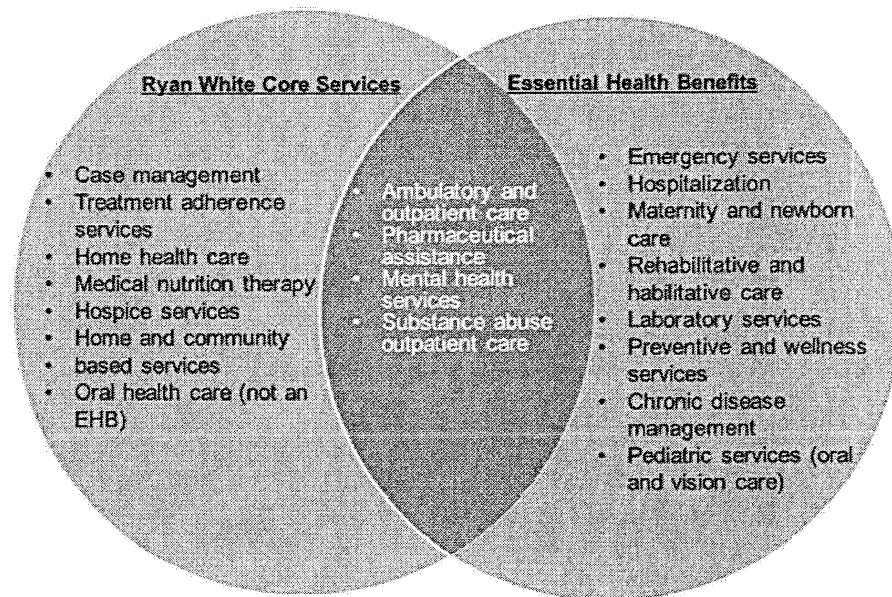 Ryan White Core Services
• Case management
• Treatment adherence
services
• Home health care
• Medical nutrition therapy
• Hospice services
• Home and community
• based services
• Oral health care (not an
EHB)
• Ambulatory and
outpatient care
• Pharmaceutical
assistance
• Mental health
services
• Substance abuse
outpatient care
Essential Health Benefits
• Emergency services
• Hospitalization
• Maternity and newborn
care
• Rehabilitative and
habilitative care
• Laboratory services
• Preventive and wellness
services
• Chronic disease
management
• Pediatric services (oral
and vision care)